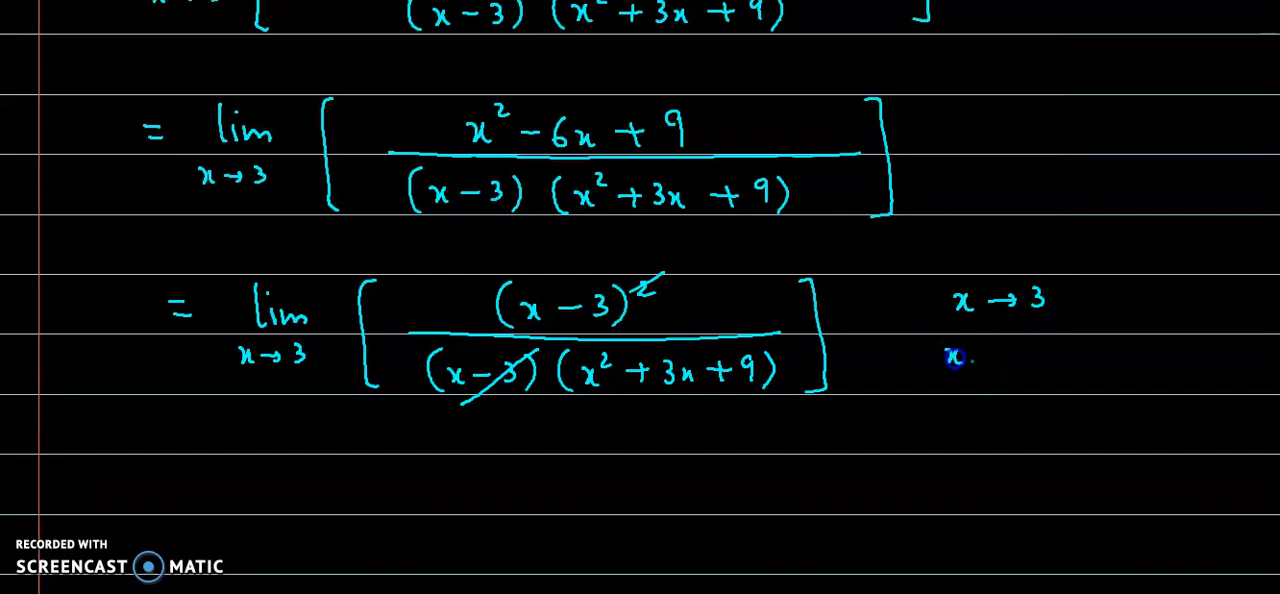 x → 3 [ (x - 3) (x² + 3x + 9) ]
= lim x → 3 [ x² - 6x + 9 / (x - 3) (x² + 3x + 9) ]
= lim x → 3 [ (x - 3)² / (x - 3) (x² + 3x + 9) ] x → 3
x
RECORDED WITH
SCREENCAST MATIC